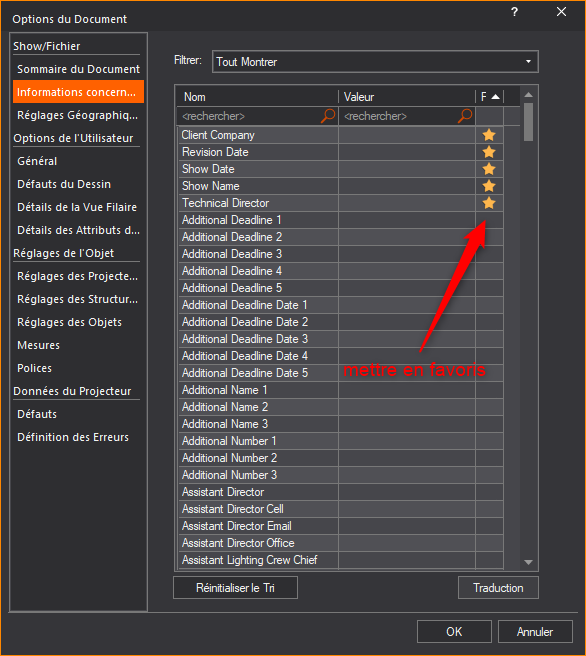 Options du Document
?
Show/Fichier
Sommaire du Document
Informations concern...
Réglages Géographiq...
Options de l'Utilisateur
Général
Défauts du Dessin
Détails de la Vue Filaire
Détails des Attributs d...
Réglages de l'Objet
Réglages des Projecte...
Réglages des Structur...
Réglages des Objets
Mesures
Polices
Données du Projecteur
Défauts
Définition des Erreurs
Filtrer: Tout Montrer
Nom Valeur F
<rechercher> <rechercher>
Client Company
Revision Date
Show Date
Show Name
Technical Director
Additional Deadline 1
Additional Deadline 2
Additional Deadline 3
Additional Deadline 4
Additional Deadline 5
Additional Deadline Date 1
Additional Deadline Date 2
Additional Deadline Date 3
Additional Deadline Date 4
Additional Deadline Date 5
mettre en favoris
Additional Name 1
Additional Name 2
Additional Name 3
Additional Number 1
Additional Number 2
Additional Number 3
Assistant Director
Assistant Director Cell
Assistant Director Email
Assistant Director Office
Assistant Lighting Crew Chief
Réinitialiser le Tri Traduction
OK Annuler